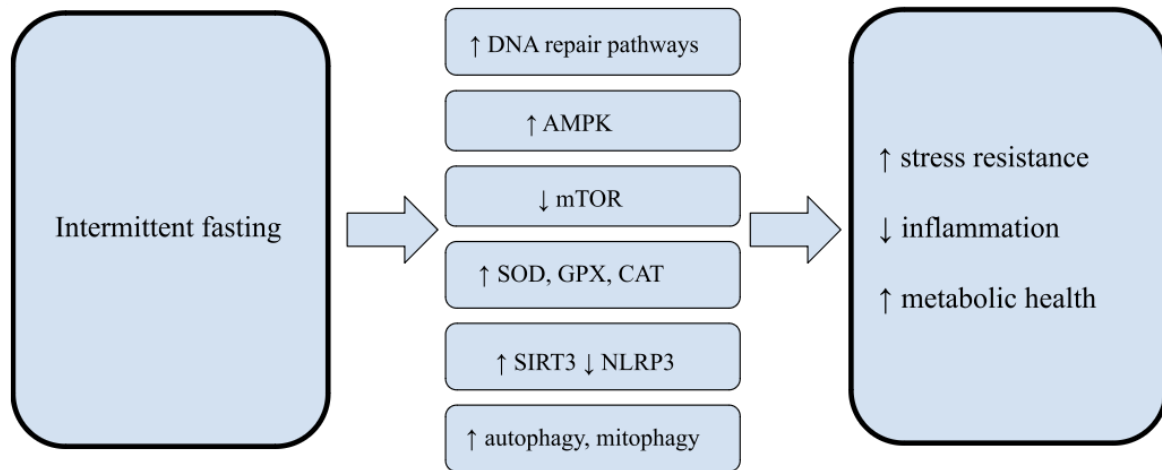 Intermittent fasting
↑ DNA repair pathways
↑ AMPK
↓ mTOR
↑ SOD, GPX, CAT
↑ SIRT3 ↓ NLRP3
↑ autophagy, mitophagy
↑ stress resistance
↓ inflammation
↑ metabolic health